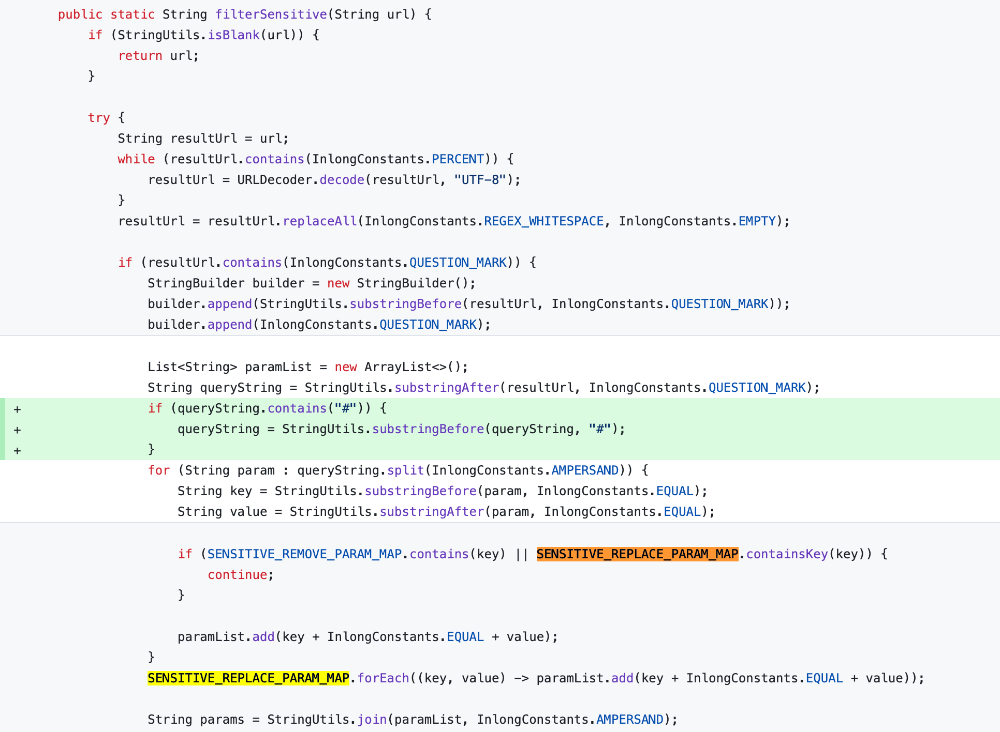 public static String filterSensitive(String url) {
    if (StringUtils.isBlank(url)) {
        return url;
    }

    try {
        String resultUrl = url;
        while (resultUrl.contains(InlongConstants.PERCENT)) {
            resultUrl = URLDecoder.decode(resultUrl, "UTF-8");
        }
        resultUrl = resultUrl.replaceAll(InlongConstants.REGEX_WHITESPACE, InlongConstants.EMPTY);

        if (resultUrl.contains(InlongConstants.QUESTION_MARK)) {
            StringBuilder builder = new StringBuilder();
            builder.append(StringUtils.substringBefore(resultUrl, InlongConstants.QUESTION_MARK));
            builder.append(InlongConstants.QUESTION_MARK);

            List<String> paramList = new ArrayList<>();
            String queryString = StringUtils.substringAfter(resultUrl, InlongConstants.QUESTION_MARK);
+            if (queryString.contains("#")) {
+                queryString = StringUtils.substringBefore(queryString, "#");
+            }
            for (String param : queryString.split(InlongConstants.AMPERSAND)) {
                String key = StringUtils.substringBefore(param, InlongConstants.EQUAL);
                String value = StringUtils.substringAfter(param, InlongConstants.EQUAL);

                if (SENSITIVE_REMOVE_PARAM_MAP.contains(key) || SENSITIVE_REPLACE_PARAM_MAP.containsKey(key)) {
                    continue;
                }

                paramList.add(key + InlongConstants.EQUAL + value);
            }
            SENSITIVE_REPLACE_PARAM_MAP.forEach((key, value) -> paramList.add(key + InlongConstants.EQUAL + value));

            String params = StringUtils.join(paramList, InlongConstants.AMPERSAND);